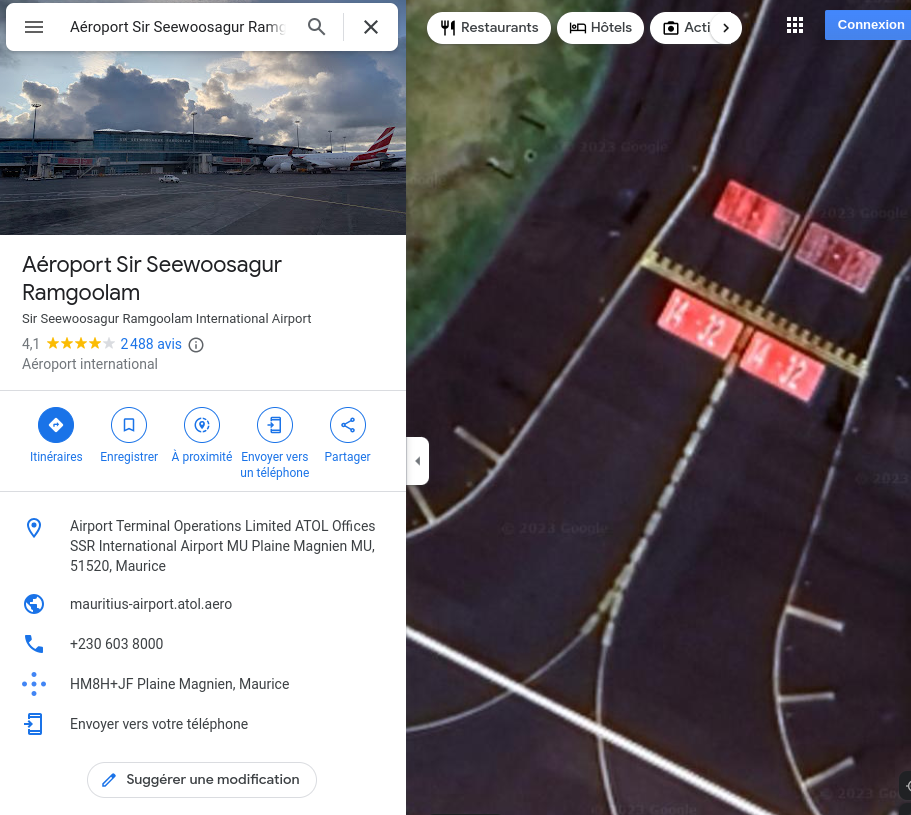 Aéroport Sir Seewoosagur Ramg
Restaurants
Hôtels
Acti
Connexion
Aéroport Sir Seewoosagur
Ramgoolam
Sir Seewoosagur Ramgoolam International Airport
4,1 2 488 avis
Aéroport international
Itinéraires
Enregistrer
À proximité
Envoyer vers
un téléphone
Partager
Airport Terminal Operations Limited ATOL Offices
SSR International Airport MU Plaine Magnien MU,
51520, Maurice
mauritius-airport.atol.aero
+230 603 8000
HM8H+JF Plaine Magnien, Maurice
Envoyer vers votre téléphone
Suggérer une modification
© 2023 Google
2023 Google
14 - 32
14 - 32
© 2023
© 2023 Google
© 2023 Goo
© 2023 Google